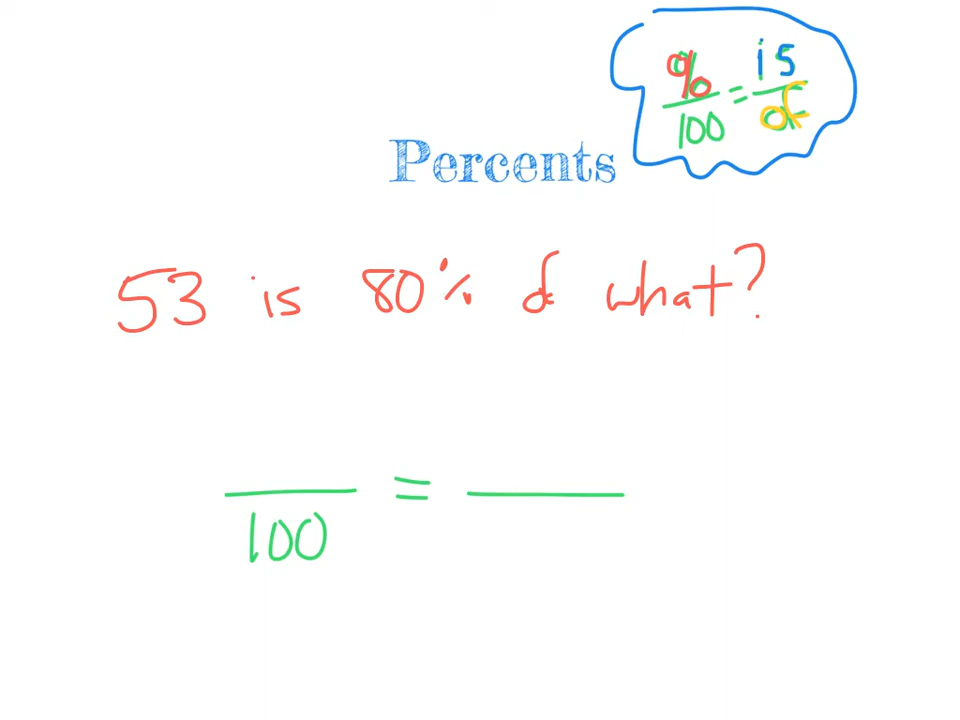 % = is
100 of
Percents
53 is 80% of what?
=
100